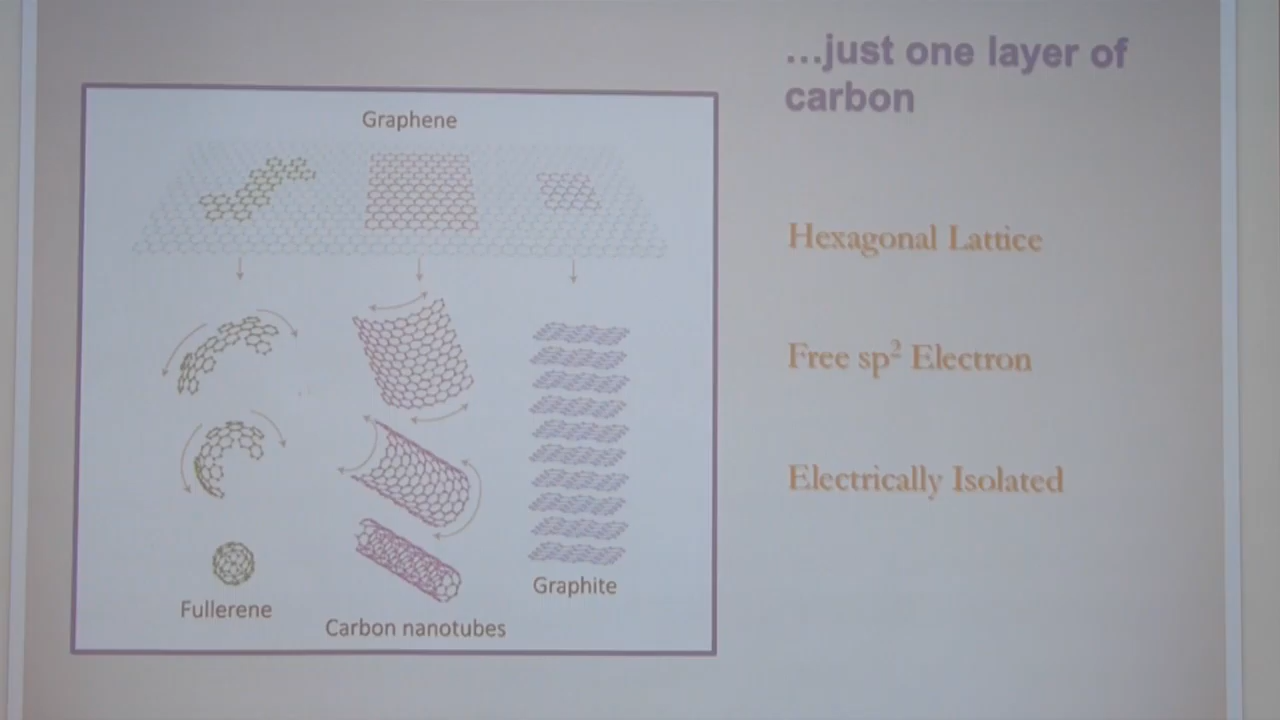 ...just one layer of
carbon
Graphene
Hexagonal Lattice
Free sp² Electron
Electrically Isolated
Graphite
Fullerene
Carbon nanotubes